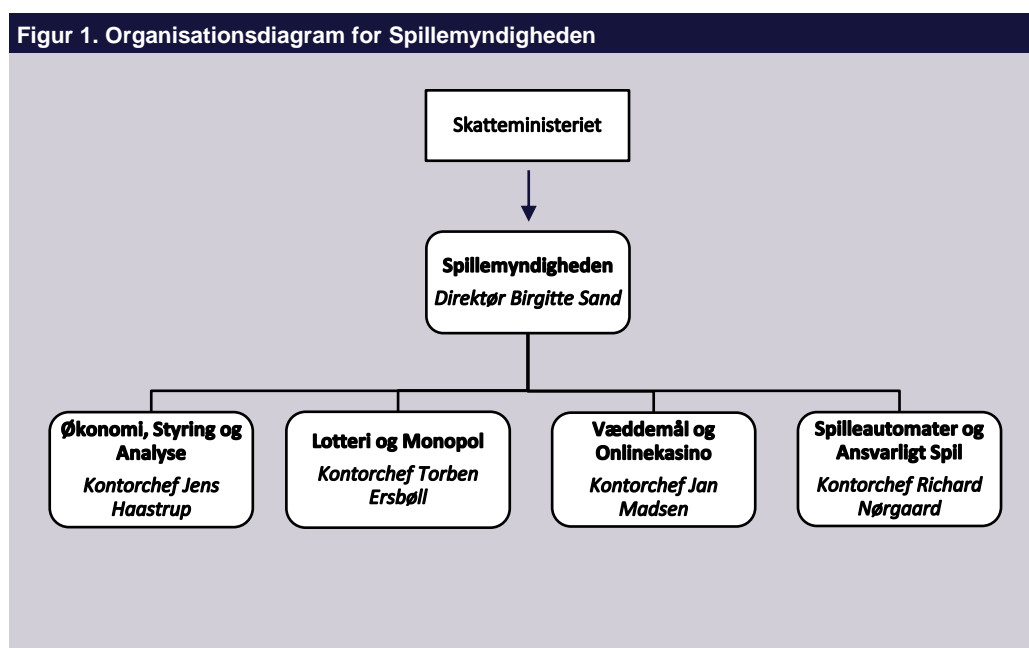 Figur 1. Organisationsdiagram for Spillemyndigheden
Skatteministeriet
Spillemyndigheden
Direktør Birgitte Sand
Økonomi, Styring og
Analyse
Kontorchef Jens
Haastrup
Lotteri og Monopol
Kontorchef Torben
Ersbøll
Væddemål og
Onlinekasino
Kontorchef Jan
Madsen
Spilleautomater og
Ansvarligt Spil
Kontorchef Richard
Nørgaard